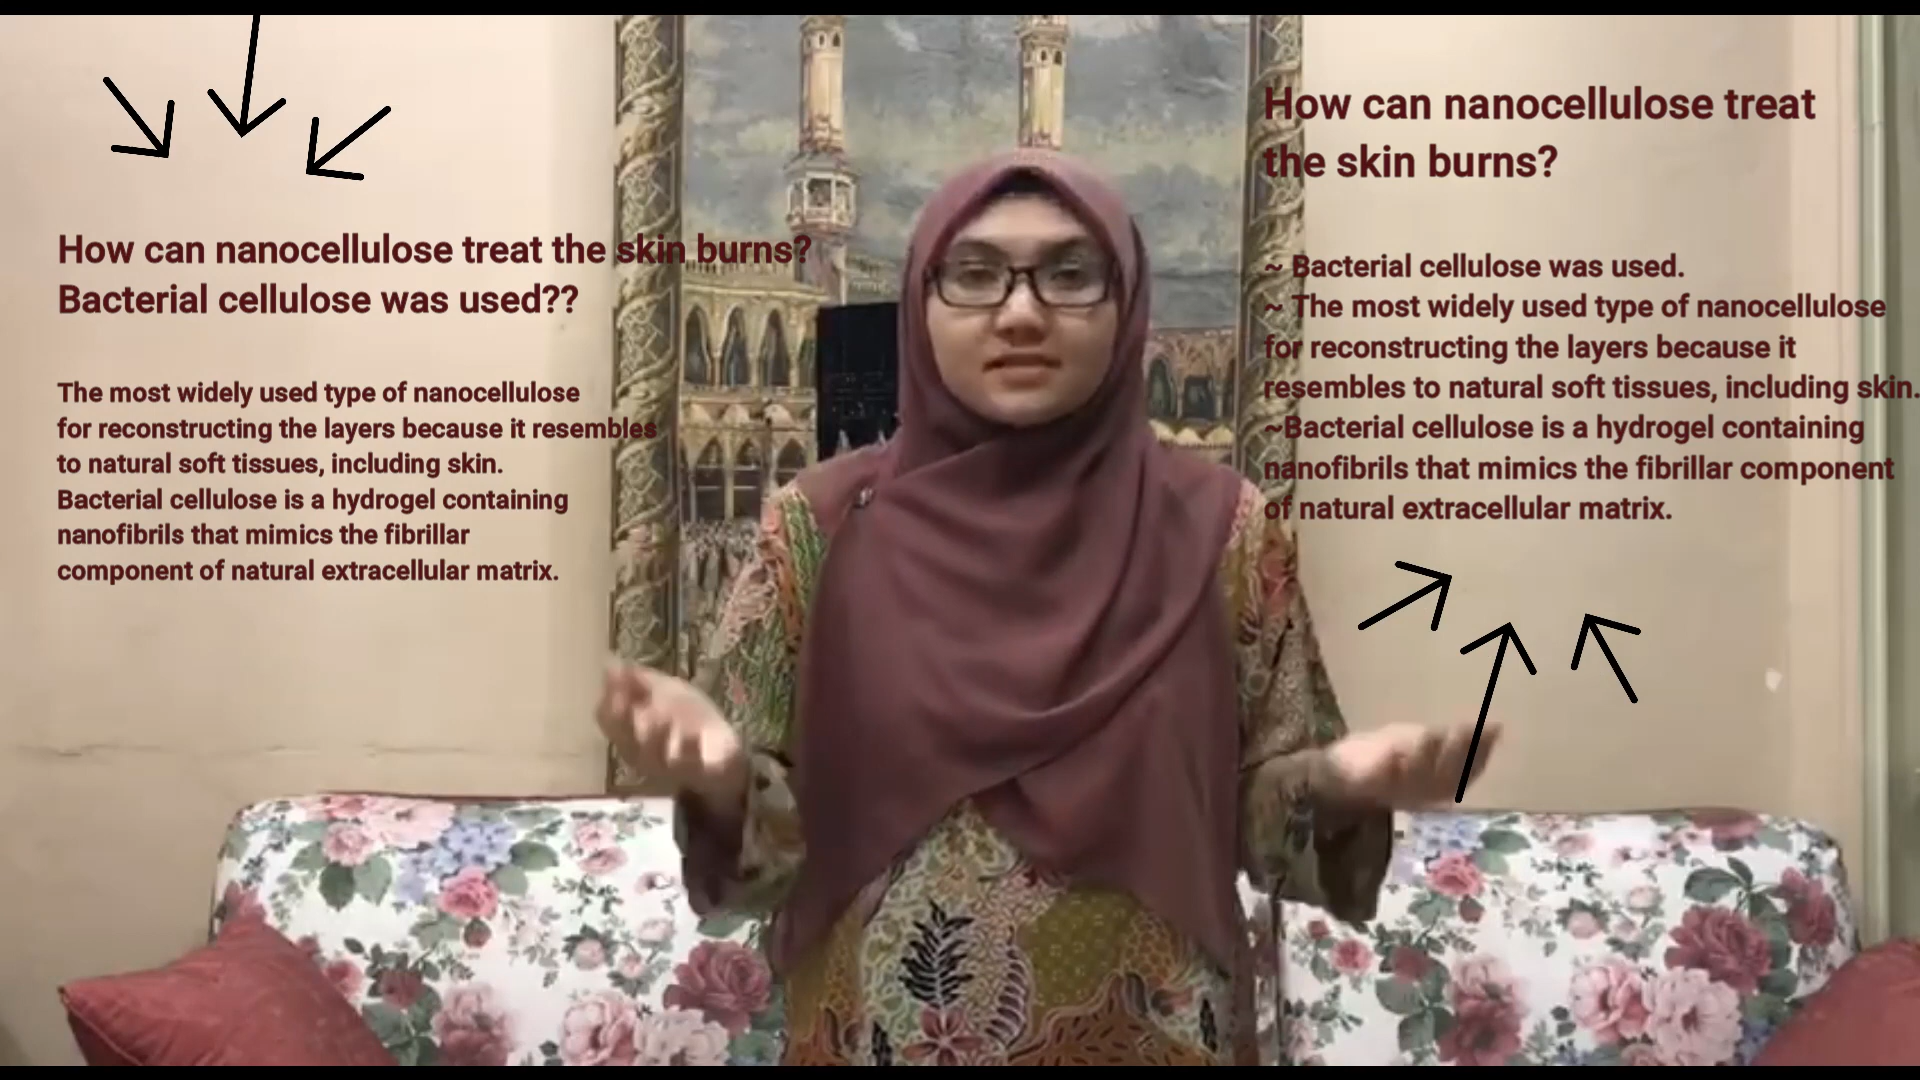 How can nanocellulose treat the skin burns?
Bacterial cellulose was used??
The most widely used type of nanocellulose
for reconstructing the layers because it resembles
to natural soft tissues, including skin.
Bacterial cellulose is a hydrogel containing
nanofibrils that mimics the fibrillar
component of natural extracellular matrix.
How can nanocellulose treat
the skin burns?
~ Bacterial cellulose was used.
~ The most widely used type of nanocellulose
for reconstructing the layers because it
resembles to natural soft tissues, including skin.
~Bacterial cellulose is a hydrogel containing
nanofibrils that mimics the fibrillar component
of natural extracellular matrix.